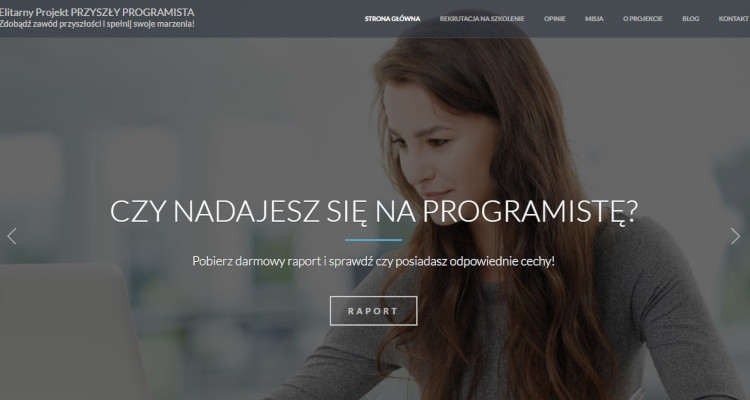 Elitarny Projekt PRZYSZŁY PROGRAMISTA
Zdobądź zawód przyszłości i spełnij swoje marzenia!
STRONA GŁÓWNA REKRUTACJA NA SZKOLENIE OPINIE MISJA O PROJEKCIE BLOG KONTAKT
CZY NADAJESZ SIĘ NA PROGRAMISTĘ?
Pobierz darmowy raport i sprawdź czy posiadasz odpowiednie cechy!
RAPORT